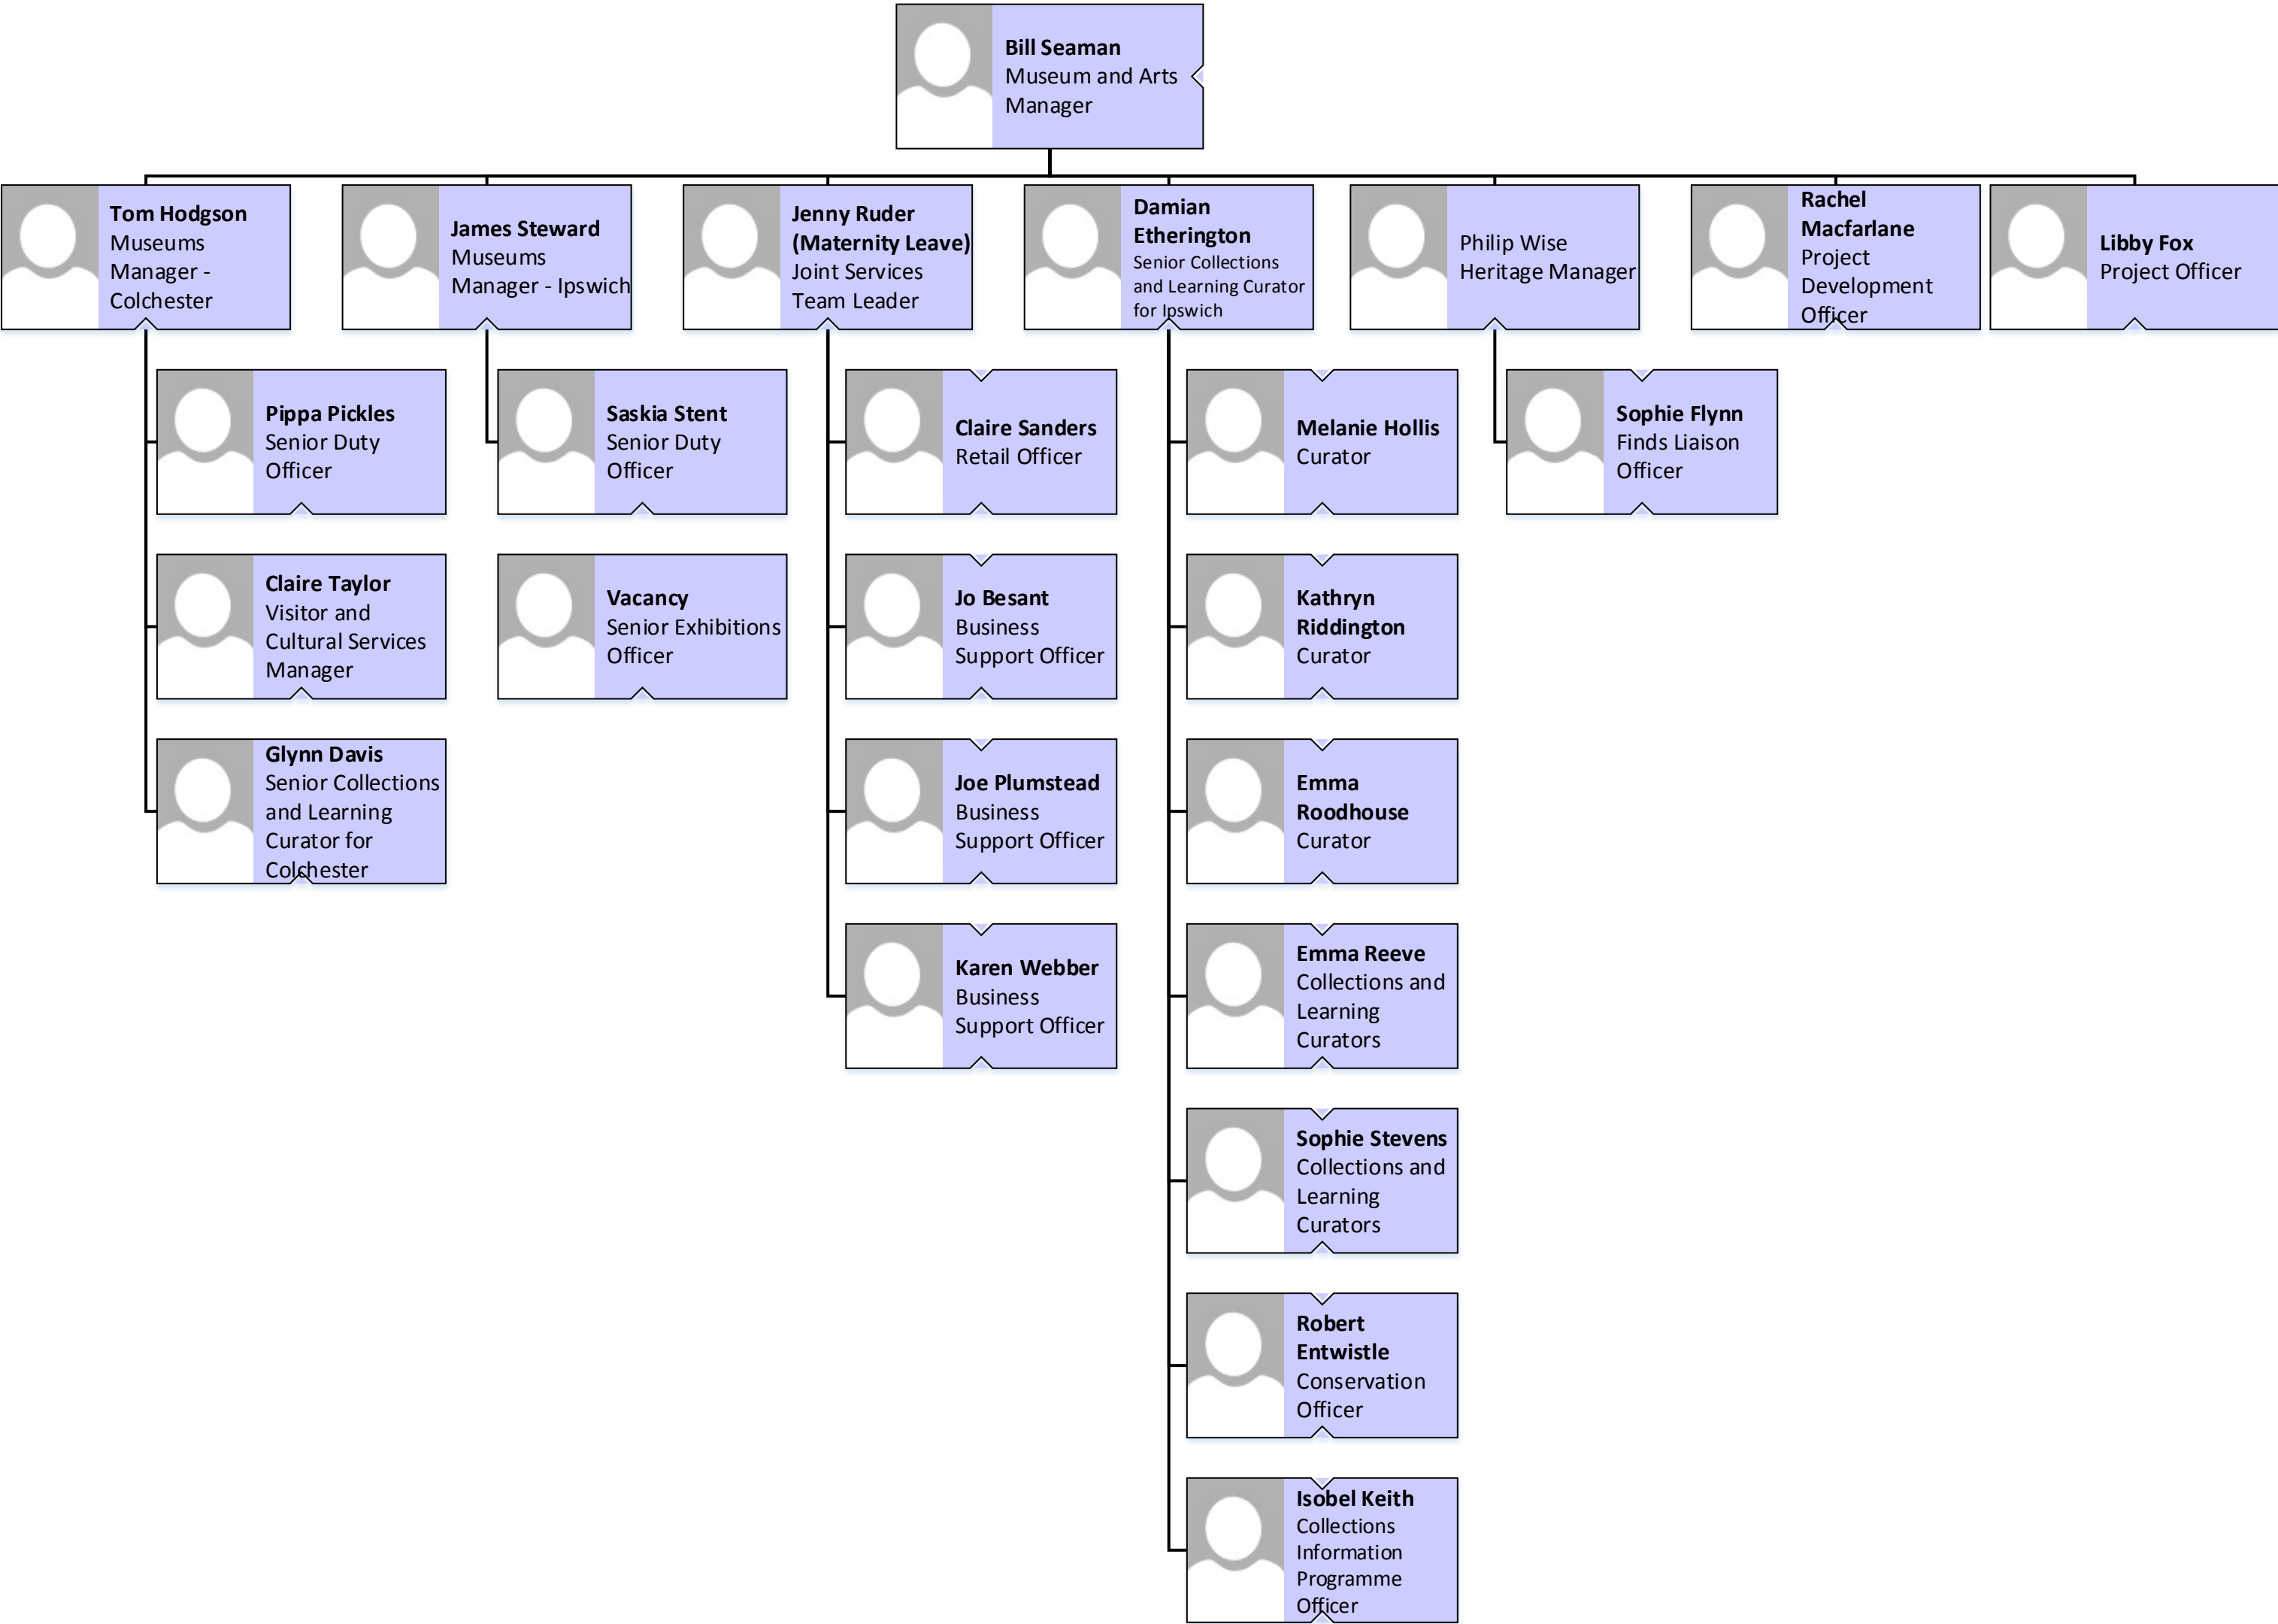 Bill Seaman
Museum and Arts
Manager
Tom Hodgson
Museums
Manager -
Colchester
James Steward
Museums
Manager - Ipswich
Jenny Ruder
(Maternity Leave)
Joint Services
Team Leader
Damian
Etherington
Senior Collections
and Learning Curator
for Ipswich
Philip Wise
Heritage Manager
Rachel
Macfarlane
Project
Development
Officer
Libby Fox
Project Officer
Pippa Pickles
Senior Duty
Officer
Saskia Stent
Senior Duty
Officer
Claire Sanders
Retail Officer
Melanie Hollis
Curator
Sophie Flynn
Finds Liaison
Officer
Claire Taylor
Visitor and
Cultural Services
Manager
Vacancy
Senior Exhibitions
Officer
Jo Besant
Business
Support Officer
Kathryn
Riddington
Curator
Glynn Davis
Senior Collections
and Learning
Curator for
Colchester
Joe Plumstead
Business
Support Officer
Emma
Roodhouse
Curator
Karen Webber
Business
Support Officer
Emma Reeve
Collections and
Learning
Curators
Sophie Stevens
Collections and
Learning
Curators
Robert
Entwistle
Conservation
Officer
Isobel Keith
Collections
Information
Programme
Officer